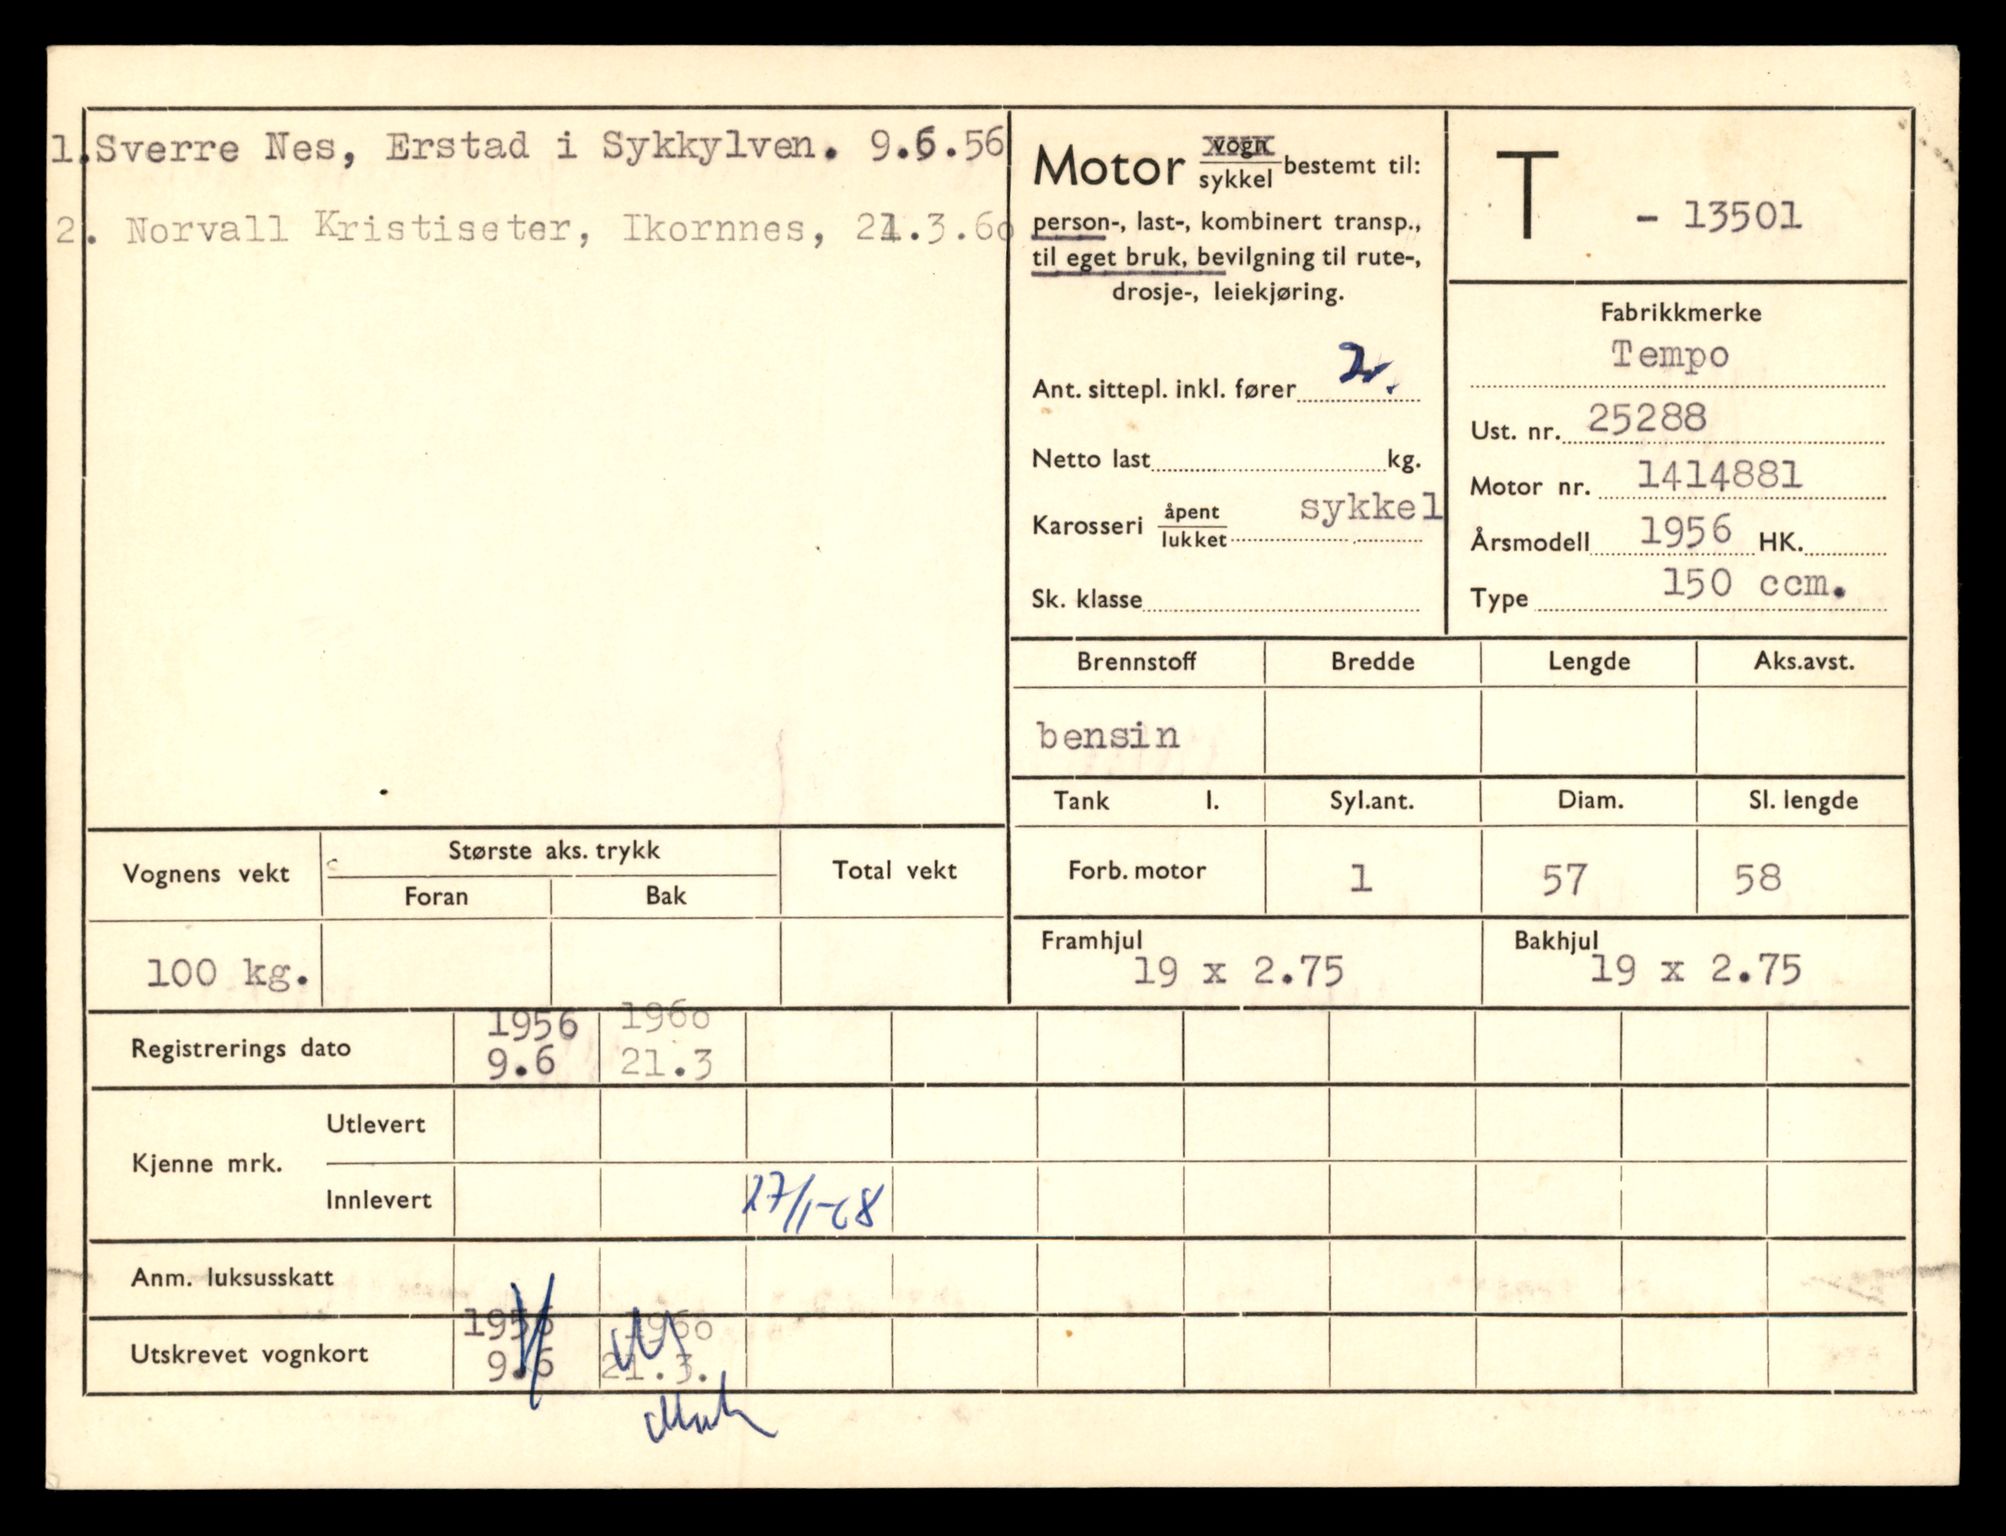 1. Sverre Nes, Erstad i Sykkylven. 9.6.56
2. Norvall Kristiseter, Ikornnes, 21.3.60
Motor vogn/sykkel bestemt til:
person-, last-, kombinert transp.,
til eget bruk, bevilgning til rute-,
drosje-, leiekjøring.
Ant. sittepl. inkl. fører 2.
Netto last kg.
Karosseri åpent/lukket sykkel
Sk. klasse
T - 13501
Fabrikkmerke
Tempo
Ust. nr. 25288
Motor nr. 1414881
Årsmodell 1956 HK.
Type 150 ccm.
Brennstoff Bredde Lengde Aks.avst.
bensin
Tank l. Syl.ant. Diam. Sl. lengde
Forb. motor 1 57 58
Framhjul Bakhjul
19 x 2.75 19 x 2.75
Vognens vekt Største aks. trykk Total vekt
Foran Bak
100 kg.
1956 1960
Registrerings dato 9.6 21.3
Kjenne mrk. Utlevert
Innlevert 27/1-68
Anm. luksusskatt
1956 1960
Utskrevet vognkort 9.6 21.3.